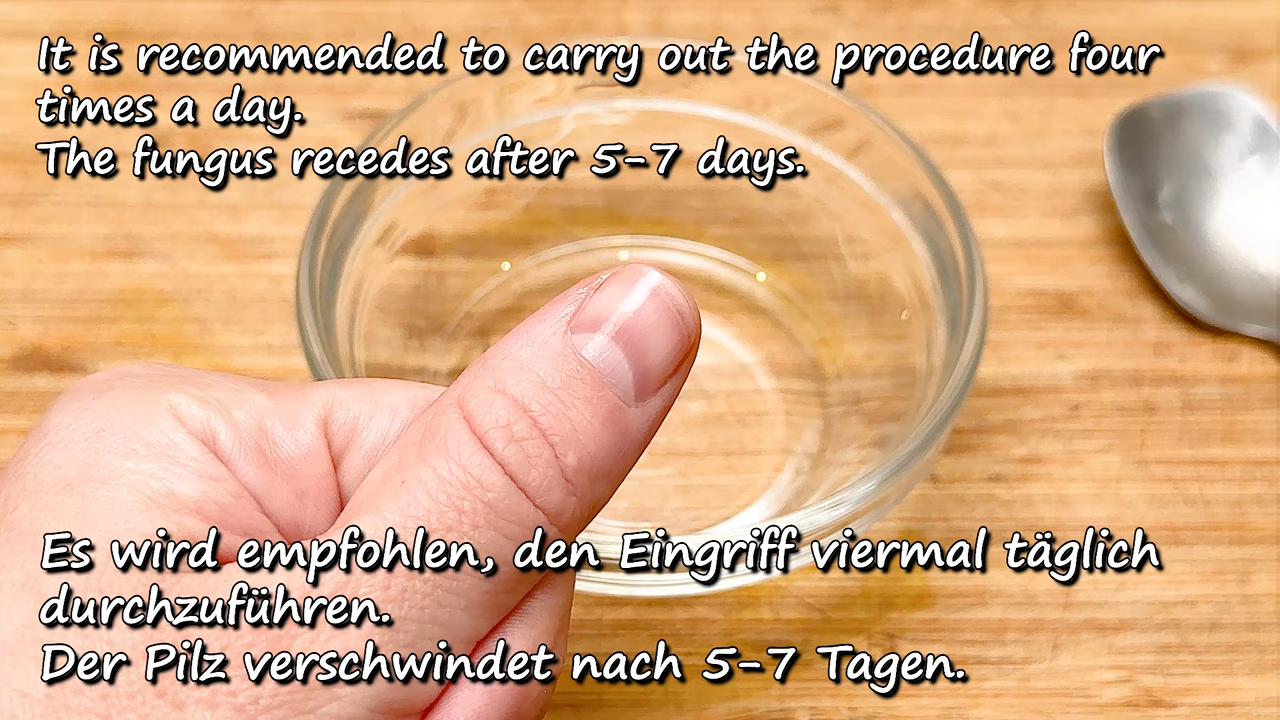 It is recommended to carry out the procedure four
times a day.
The fungus recedes after 5-7 days.
Es wird empfohlen, den Eingriff viermal täglich
durchzuführen.
Der Pilz verschwindet nach 5-7 Tagen.